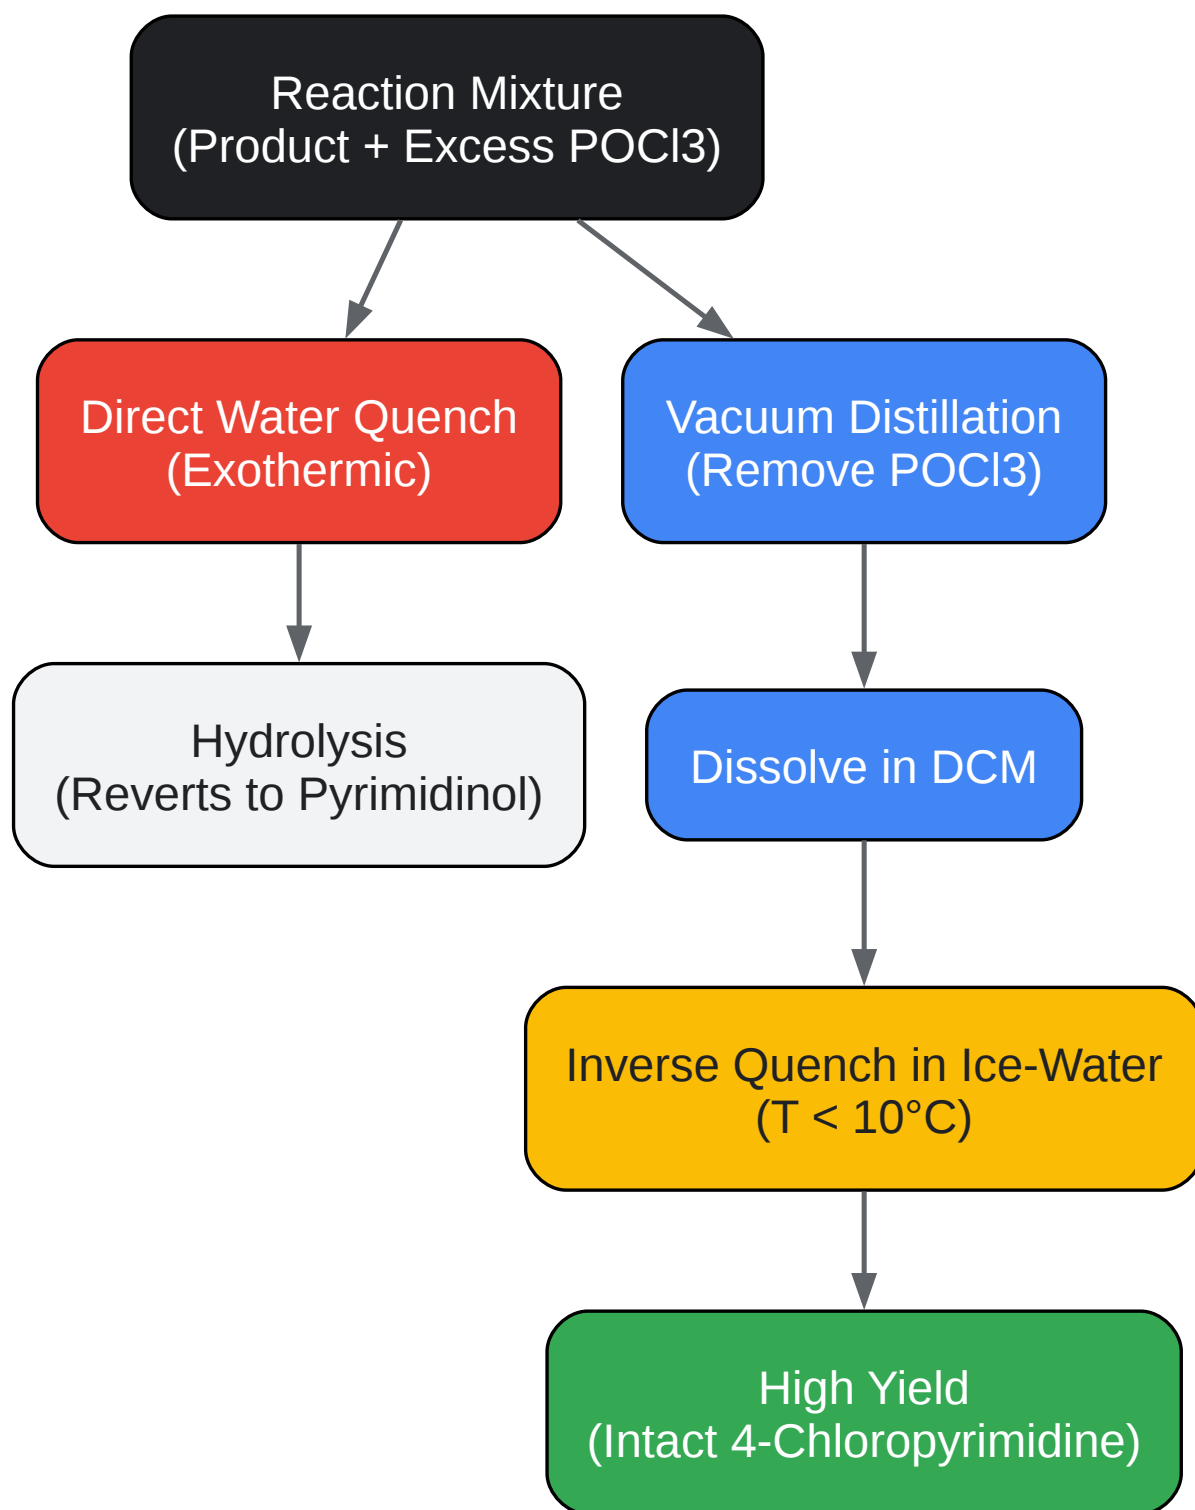 Reaction Mixture
(Product + Excess POCl3)
Direct Water Quench
(Exothermic)
Vacuum Distillation
(Remove POCl3)
Hydrolysis
(Reverts to Pyrimidinol)
Dissolve in DCM
Inverse Quench in Ice-Water
(T < 10°C)
High Yield
(Intact 4-Chloropyrimidine)